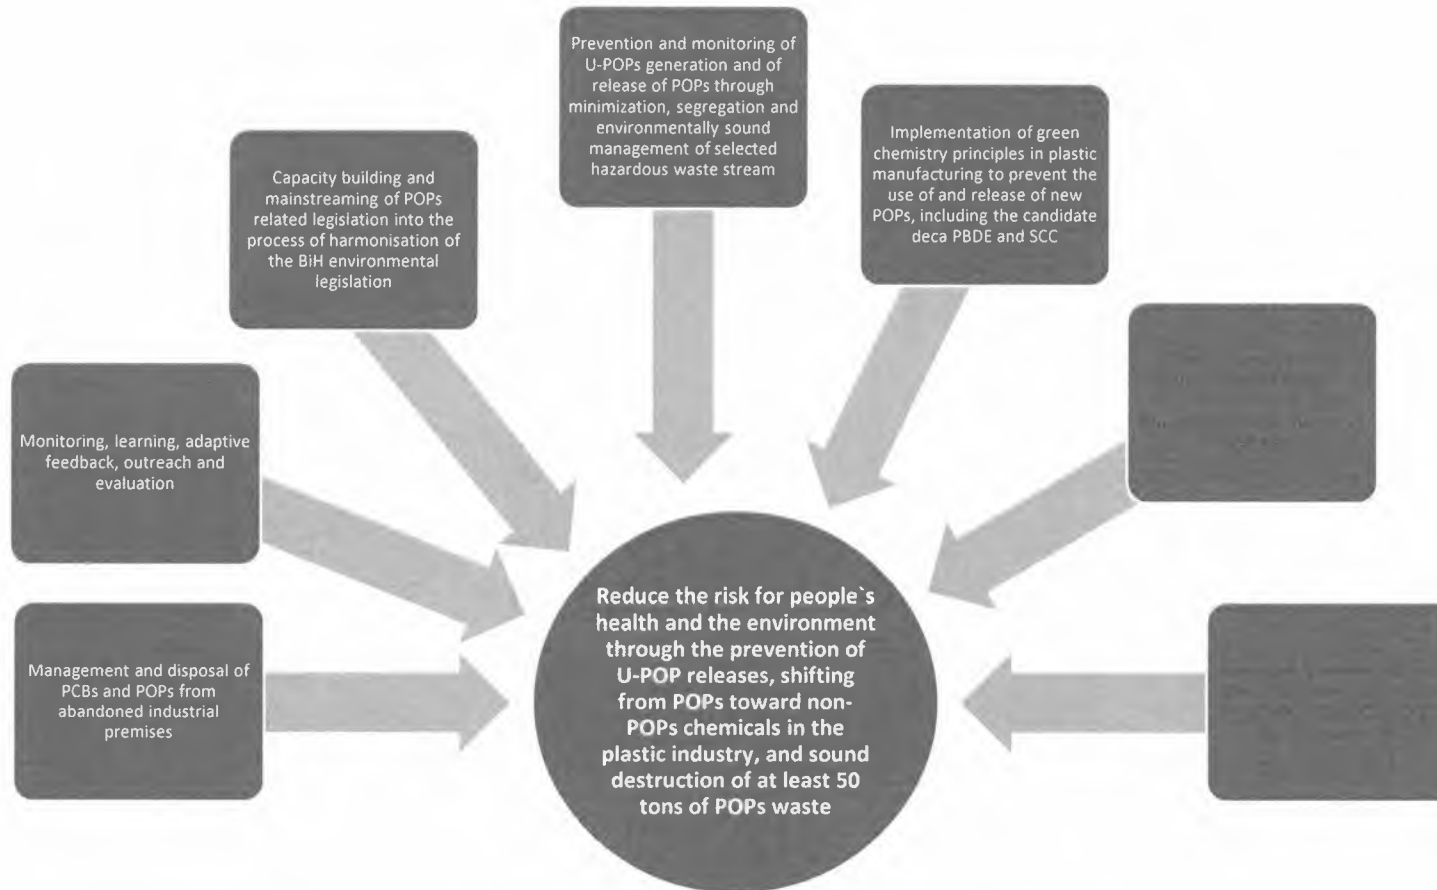 Prevention and monitoring of
U-POPs generation and of
release of POPs through
minimization, segregation and
environmentally sound
management of selected
hazardous waste stream
Implementation of green
chemistry principles in plastic
manufacturing to prevent the
use of and release of new
POPs, including the candidate
deca PBDE and SCC
Capacity building and
mainstreaming of POPs
related legislation into the
process of harmonisation of
the BiH environmental
legislation
Monitoring, learning, adaptive
feedback, outreach and
evaluation
Management and disposal of
PCBs and POPs from
abandoned industrial
premises
Reduce the risk for people`s
health and the environment
through the prevention of
U-POP releases, shifting
from POPs toward non-
POPs chemicals in the
plastic industry, and sound
destruction of at least 50
tons of POPs waste